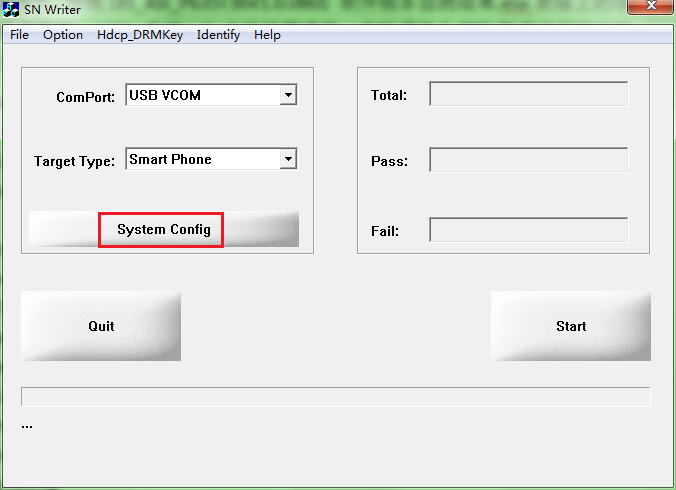 SN Writer
File Option Hdcp_DRMKey Identify Help
ComPort: USB VCOM
Target Type: Smart Phone
System Config
Total:
Pass:
Fail:
Quit
Start
...